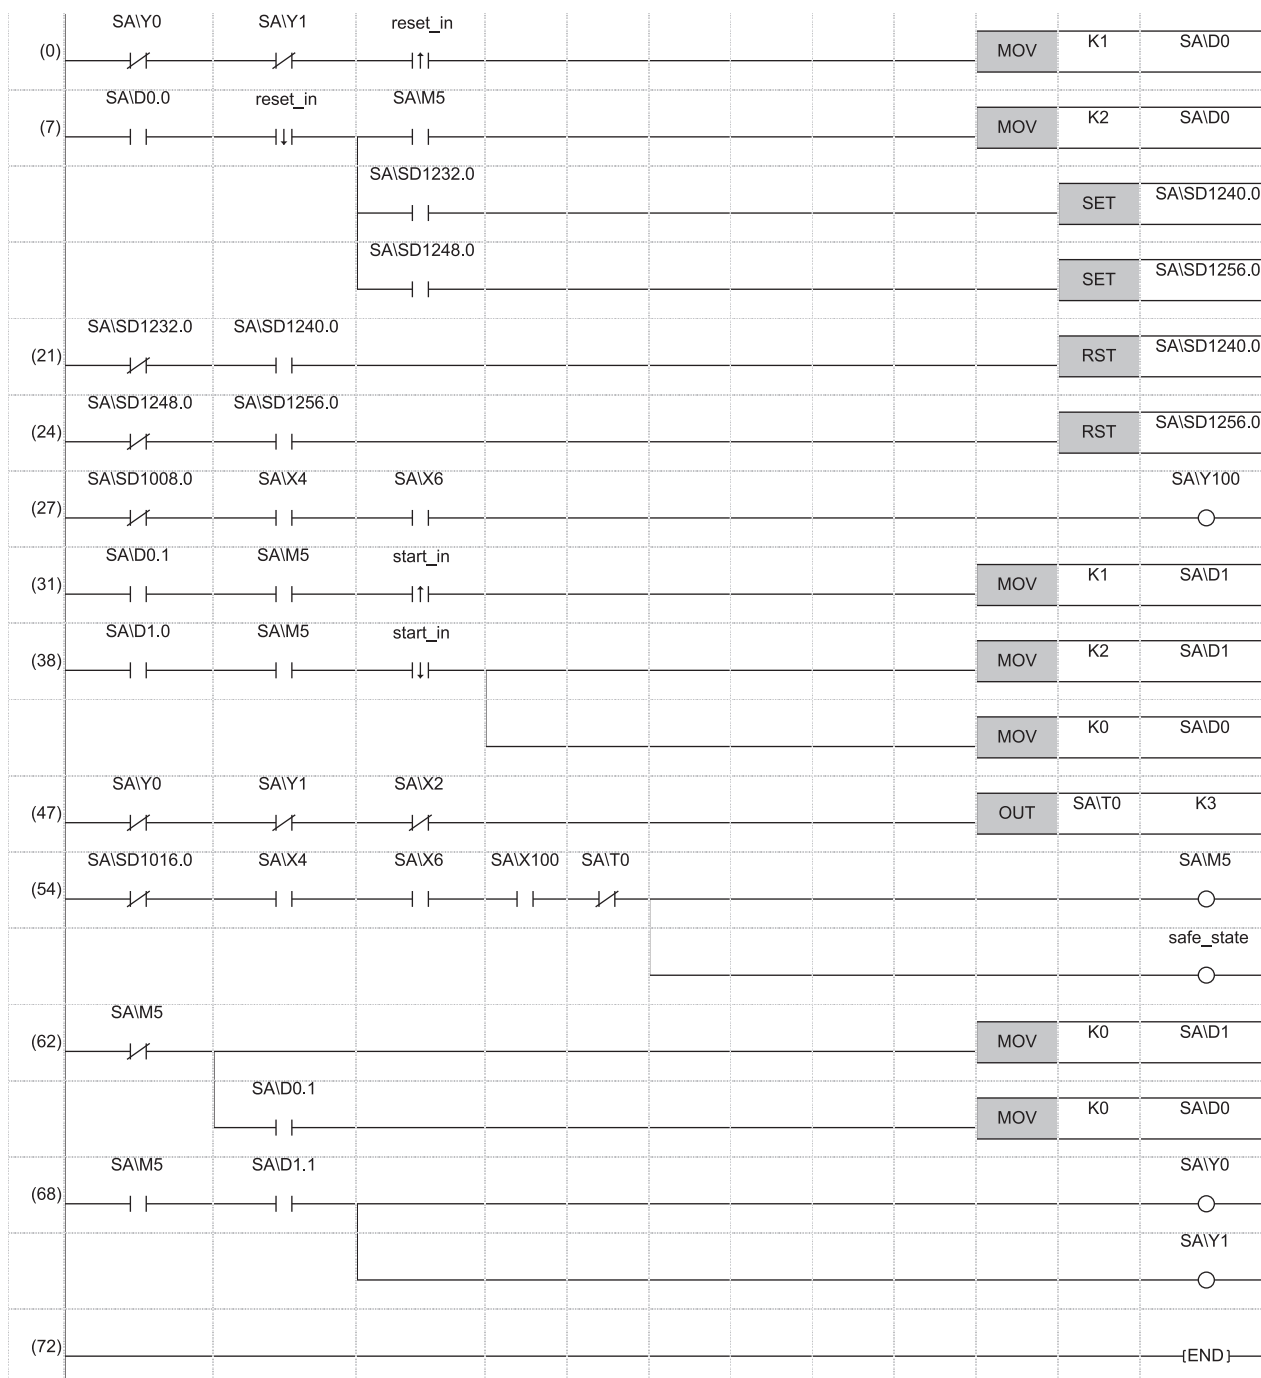 SA\Y0 SA\Y1 reset_in
(0) MOV K1 SA\D0
SA\D0.0 reset_in SA\M5
(7) MOV K2 SA\D0
SA\SD1232.0
SET SA\SD1240.0
SA\SD1248.0
SET SA\SD1256.0
SA\SD1232.0 SA\SD1240.0
(21) RST SA\SD1240.0
SA\SD1248.0 SA\SD1256.0
(24) RST SA\SD1256.0
SA\SD1008.0 SA\X4 SA\X6 SA\Y100
(27)
SA\D0.1 SA\M5 start_in
(31) MOV K1 SA\D1
SA\D1.0 SA\M5 start_in
(38) MOV K2 SA\D1
MOV K0 SA\D0
SA\Y0 SA\Y1 SA\X2
(47) OUT SA\T0 K3
SA\SD1016.0 SA\X4 SA\X6 SA\X100 SA\T0 SA\M5
(54)
safe_state
SA\M5
(62) MOV K0 SA\D1
SA\D0.1
MOV K0 SA\D0
SA\M5 SA\D1.1 SA\Y0
(68)
SA\Y1
(72) [END]